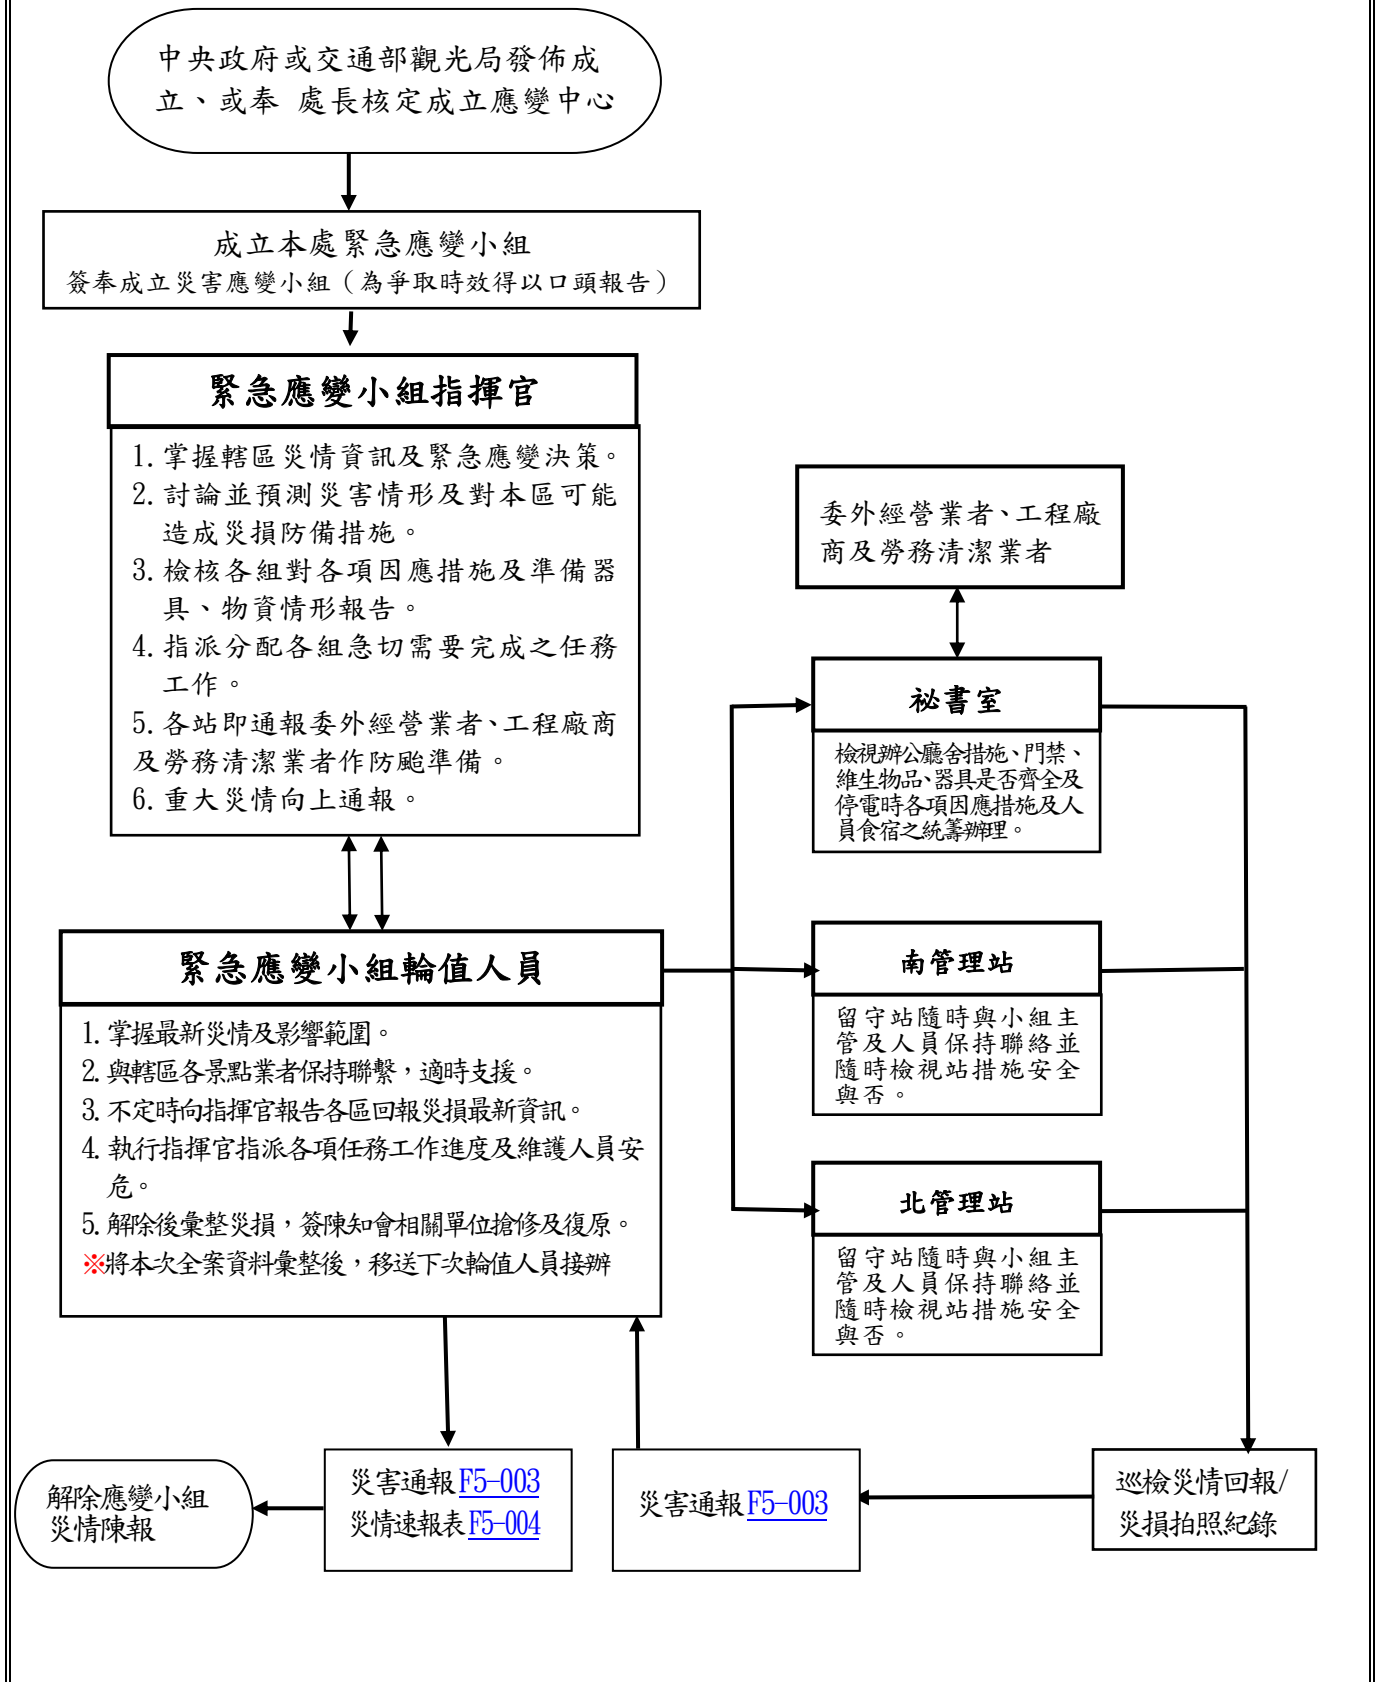 中央政府或交通部觀光局發佈成
立、或奉 處長核定成立應變中心
成立本處緊急應變小組
簽奉成立災害應變小組（為爭取時效得以口頭報告）
緊急應變小組指揮官
1.掌握轄區災情資訊及緊急應變決策。
2.討論並預測災害情形及對本區可能
造成災損防備措施。
3.檢核各組對各項因應措施及準備器
具、物資情形報告。
4.指派分配各組急切需要完成之任務
工作。
5.各站即通報委外經營業者、工程廠商
及勞務清潔業者作防颱準備。
6.重大災情向上通報。
委外經營業者、工程廠
商及勞務清潔業者
祕書室
檢視辦公廳舍措施、門禁、
維生物品、器具是否齊全及
停電時各項因應措施及人
員食宿之統籌辦理。
緊急應變小組輪值人員
1.掌握最新災情及影響範圍。
2.與轄區各景點業者保持聯繫，適時支援。
3.不定時向指揮官報告各區回報災損最新資訊。
4.執行指揮官指派各項任務工作進度及維護人員安
危。
5.解除後彙整災損，簽陳知會相關單位搶修及復原。
※將本次全案資料彙整後，移送下次輪值人員接辦
南管理站
留守站隨時與小組主
管及人員保持聯絡並
隨時檢視站措施安全
與否。
北管理站
留守站隨時與小組主
管及人員保持聯絡並
隨時檢視站措施安全
與否。
解除應變小組
災情陳報
災害通報F5-003
災情速報表F5-004
災害通報F5-003
巡檢災情回報/
災損拍照紀錄